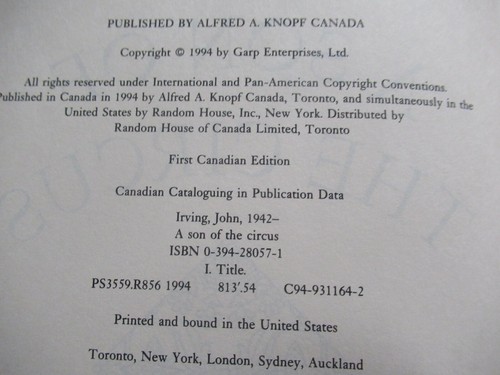 PUBLISHED BY ALFRED A. KNOPF CANADA
Copyright © 1994 by Garp Enterprises, Ltd.
All rights reserved under International and Pan-American Copyright Conventions.
Published in Canada in 1994 by Alfred A. Knopf Canada, Toronto, and simultaneously in the
United States by Random House, Inc., New York. Distributed by
Random House of Canada Limited, Toronto
First Canadian Edition
Canadian Cataloguing in Publication Data
Irving, John, 1942–
A son of the circus
ISBN 0-394-28057-1
I. Title.
PS3559.R856 1994 813'.54 C94-931164-2
Printed and bound in the United States
Toronto, New York, London, Sydney, Auckland